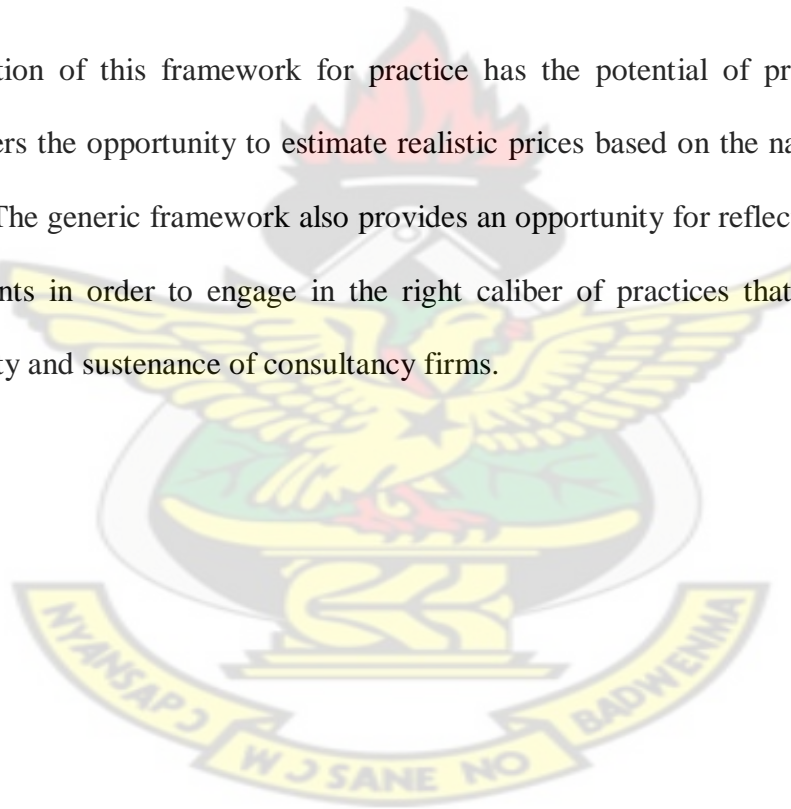 tion of this framework for practice has the potential of pr
ers the opportunity to estimate realistic prices based on the na
The generic framework also provides an opportunity for reflec
nts in order to engage in the right caliber of practices that
ty and sustenance of consultancy firms.
NYANSAPƆ
WƆSANE NO
BADWENMA